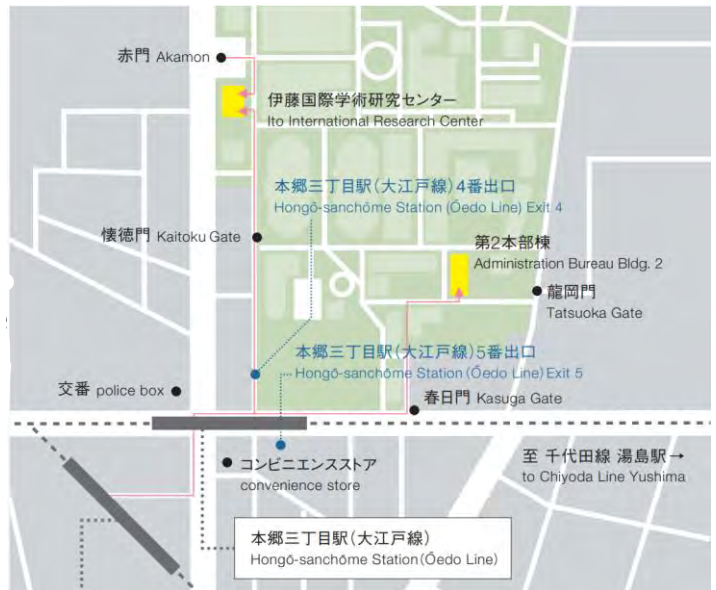 赤門 Akamon
伊藤国際学術研究センター
Ito International Research Center
本郷三丁目駅(大江戸線)4番出口
Hongō-sanchōme Station (Ōedo Line) Exit 4
懐徳門 Kaitoku Gate
第2本部棟
Administration Bureau Bldg. 2
龍岡門
Tatsuoka Gate
本郷三丁目駅(大江戸線)5番出口
Hongō-sanchōme Station (Ōedo Line) Exit 5
交番 police box
春日門 Kasuga Gate
コンビニエンスストア
convenience store
至 千代田線 湯島駅→
to Chiyoda Line Yushima
本郷三丁目駅(大江戸線)
Hongō-sanchōme Station(Ōedo Line)